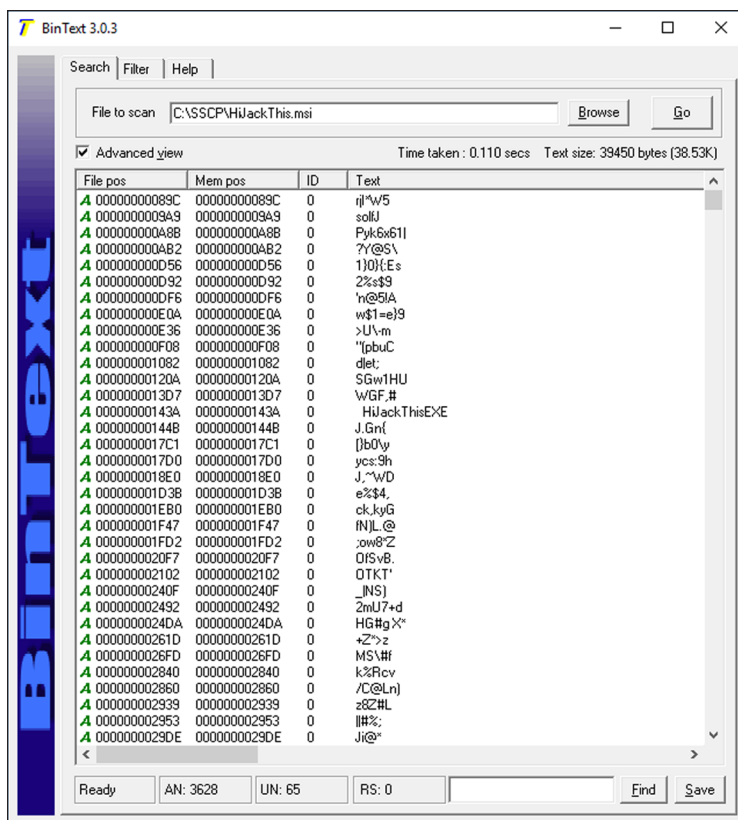 BinText 3.0.3
Search Filter Help
File to scan C:\SSCP\HiJackThis.msi Browse Go
Advanced view Time taken : 0.110 secs Text size: 39450 bytes (38.53K)
File pos Mem pos ID Text
A 00000000089C 00000000089C 0 rjl*W5
A 0000000009A9 0000000009A9 0 solfJ
A 000000000A8B 000000000A8B 0 Pyk6x61|
A 000000000AB2 000000000AB2 0 ?Y@S\
A 000000000D56 000000000D56 0 1}0}{:Es
A 000000000D92 000000000D92 0 2%s$9
A 000000000DF6 000000000DF6 0 'n@5!A
A 000000000E0A 000000000E0A 0 w$1=e}9
A 000000000E36 000000000E36 0 >U\-m
A 000000000F08 000000000F08 0 "(pbuC
A 000000001082 000000001082 0 d|et;
A 00000000120A 00000000120A 0 SGw1HU
A 0000000013D7 0000000013D7 0 WGF,#
A 00000000143A 00000000143A 0 HiJackThisEXE
A 00000000144B 00000000144B 0 J.Gn{
A 0000000017C1 0000000017C1 0 [}b0\y
A 0000000017D0 0000000017D0 0 ycs:9h
A 0000000018E0 0000000018E0 0 J,~WD
A 000000001D3B 000000001D3B 0 e%$4,
A 000000001EB0 000000001EB0 0 ck,kyG
A 000000001F47 000000001F47 0 fN)L.@
A 000000001FD2 000000001FD2 0 ;ow8*Z
A 0000000020F7 0000000020F7 0 OfSvB.
A 000000002102 000000002102 0 OTKT'
A 00000000240F 00000000240F 0 _|NS)
A 000000002492 000000002492 0 2mU7+d
A 0000000024DA 0000000024DA 0 HG#gX*
A 00000000261D 00000000261D 0 +Z*>z
A 0000000026FD 0000000026FD 0 MS\#f
A 000000002840 000000002840 0 k%Rcv
A 000000002860 000000002860 0 /C@Ln)
A 000000002939 000000002939 0 z8Z#L
A 000000002953 000000002953 0 ||#%;
A 0000000029DE 0000000029DE 0 Ji@*
Ready AN: 3628 UN: 65 RS: 0 Find Save
BinText